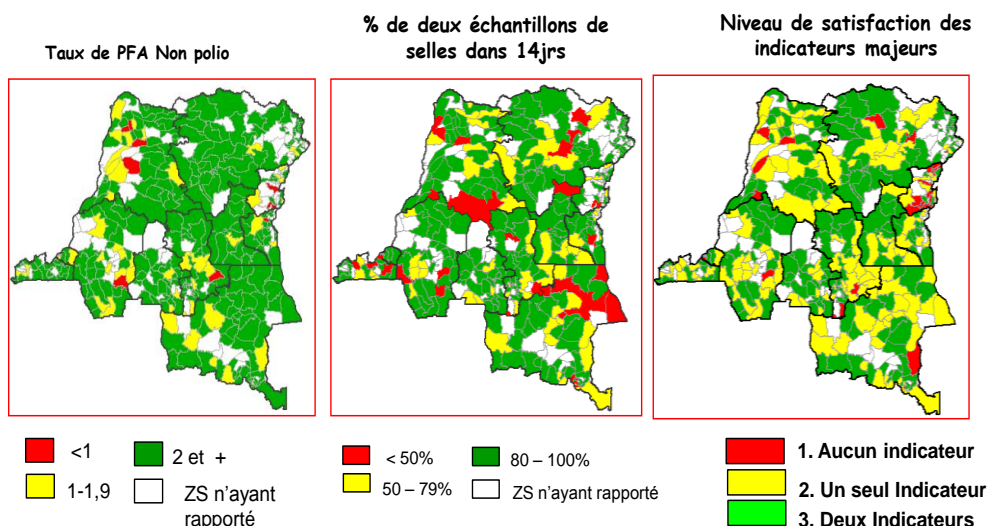 Taux de PFA Non polio
% de deux échantillons de
selles dans 14jrs
Niveau de satisfaction des
indicateurs majeurs
<1
2 et +
1-1,9
ZS n'ayant
rapporté
< 50%
80 – 100%
50 – 79%
ZS n'ayant rapporté
1. Aucun indicateur
2. Un seul Indicateur
3. Deux Indicateurs